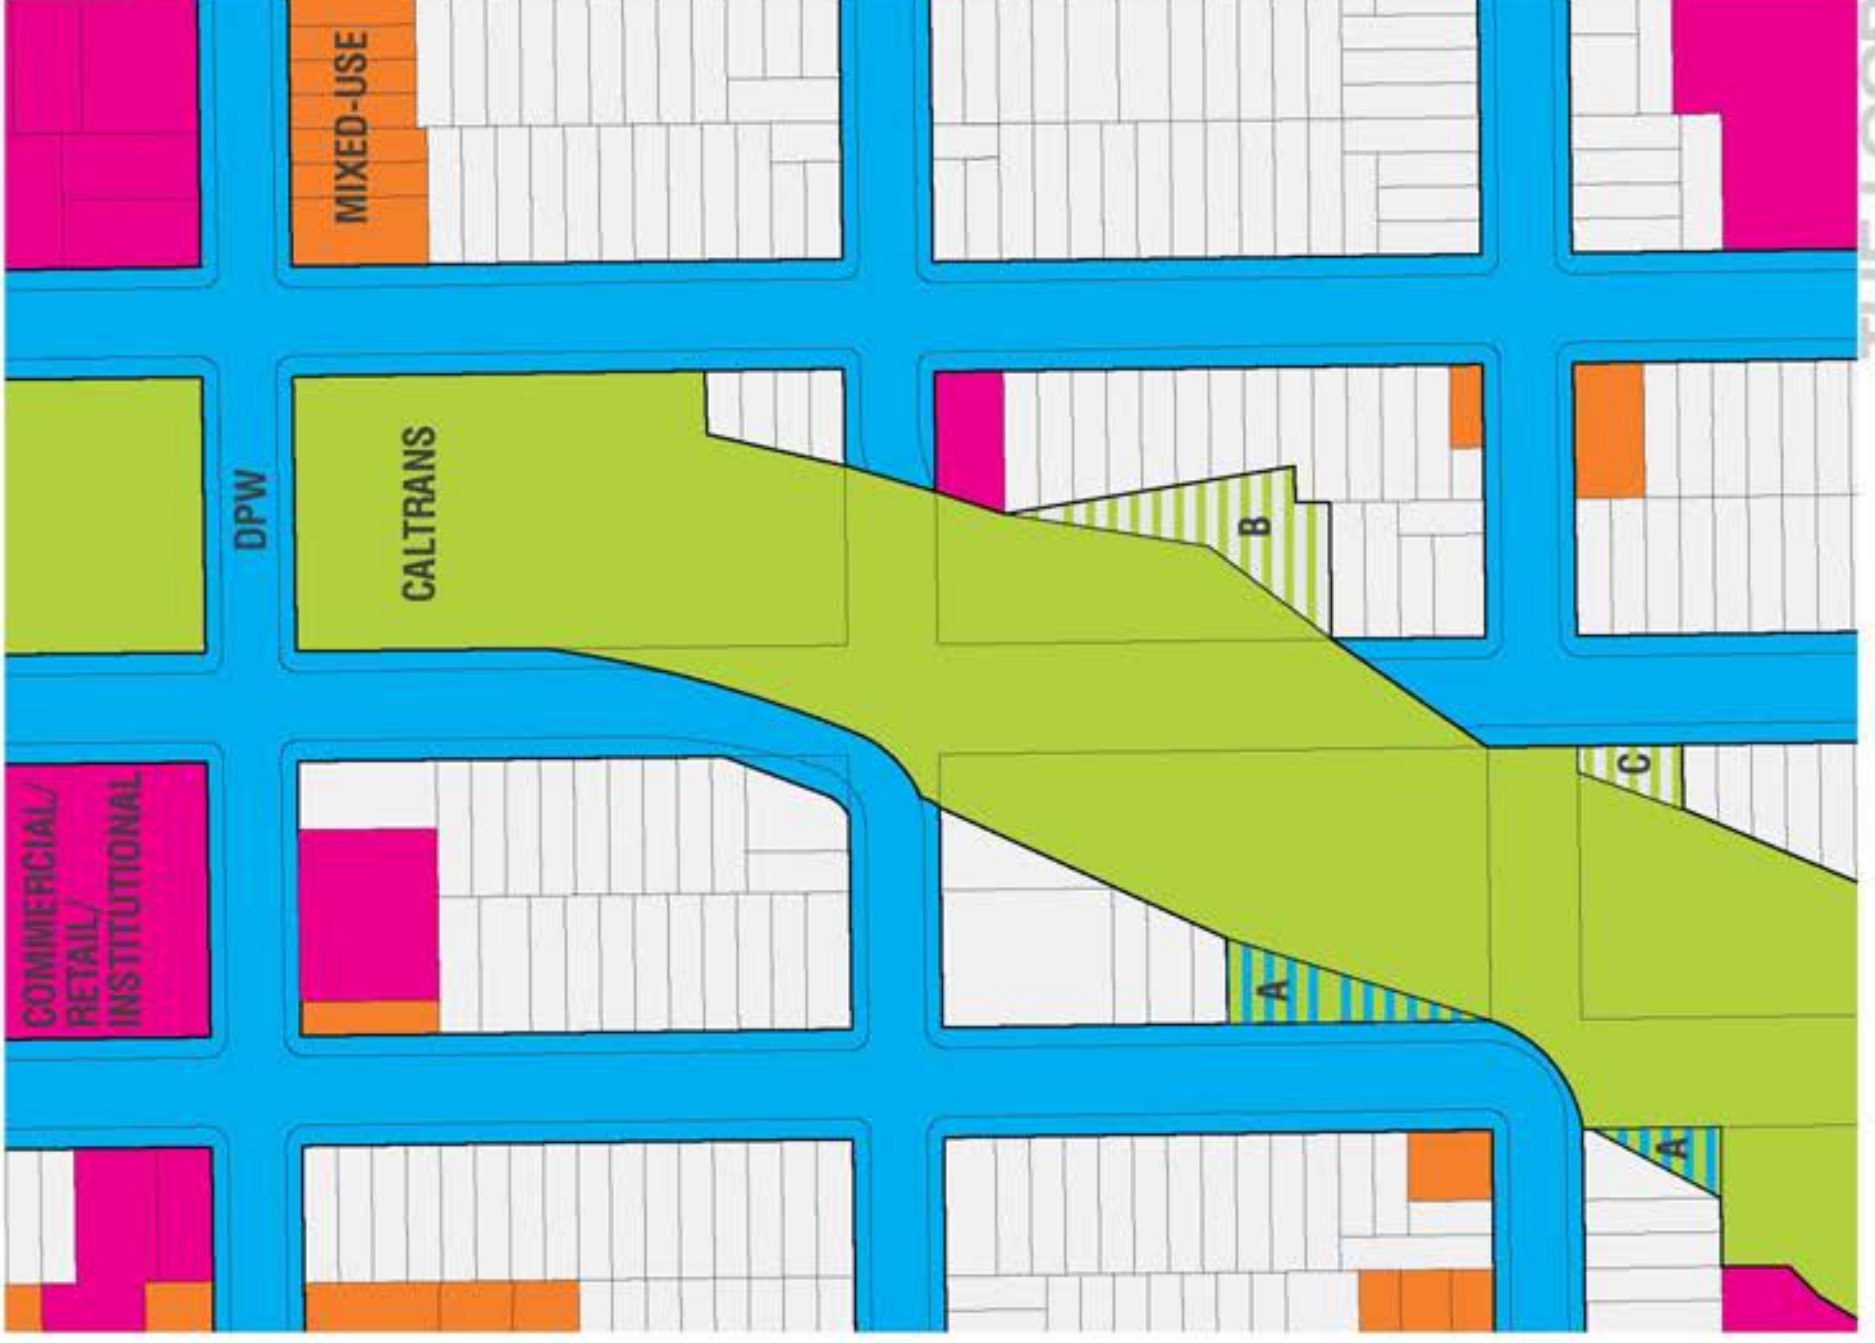 MIXED-USE
DPW
CALTRANS
B
C
COMMERCIAL/
RETAIL/
INSTITUTIONAL
A
A